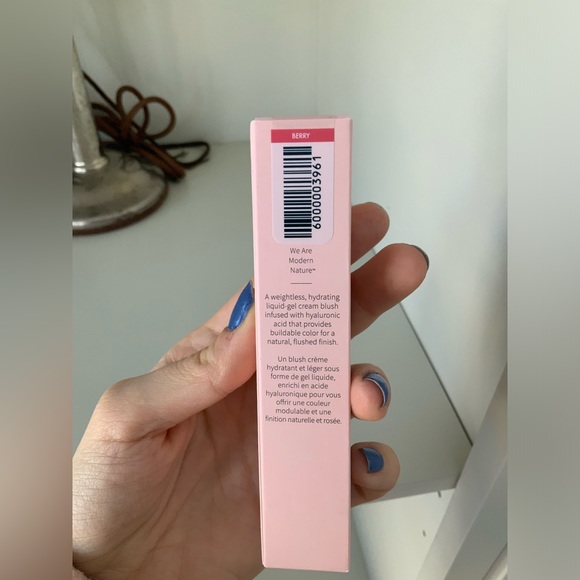 BERRY
6000003961
We Are
Modern
Nature™
A weightless, hydrating
liquid-gel cream blush
infused with hyaluronic
acid that provides
buildable color for a
natural, flushed finish.
Un blush crème
hydratant et léger sous
forme de gel liquide,
enrichi en acide
hyaluronique pour vous
offrir une couleur
modulable et une
finition naturelle et rosée.